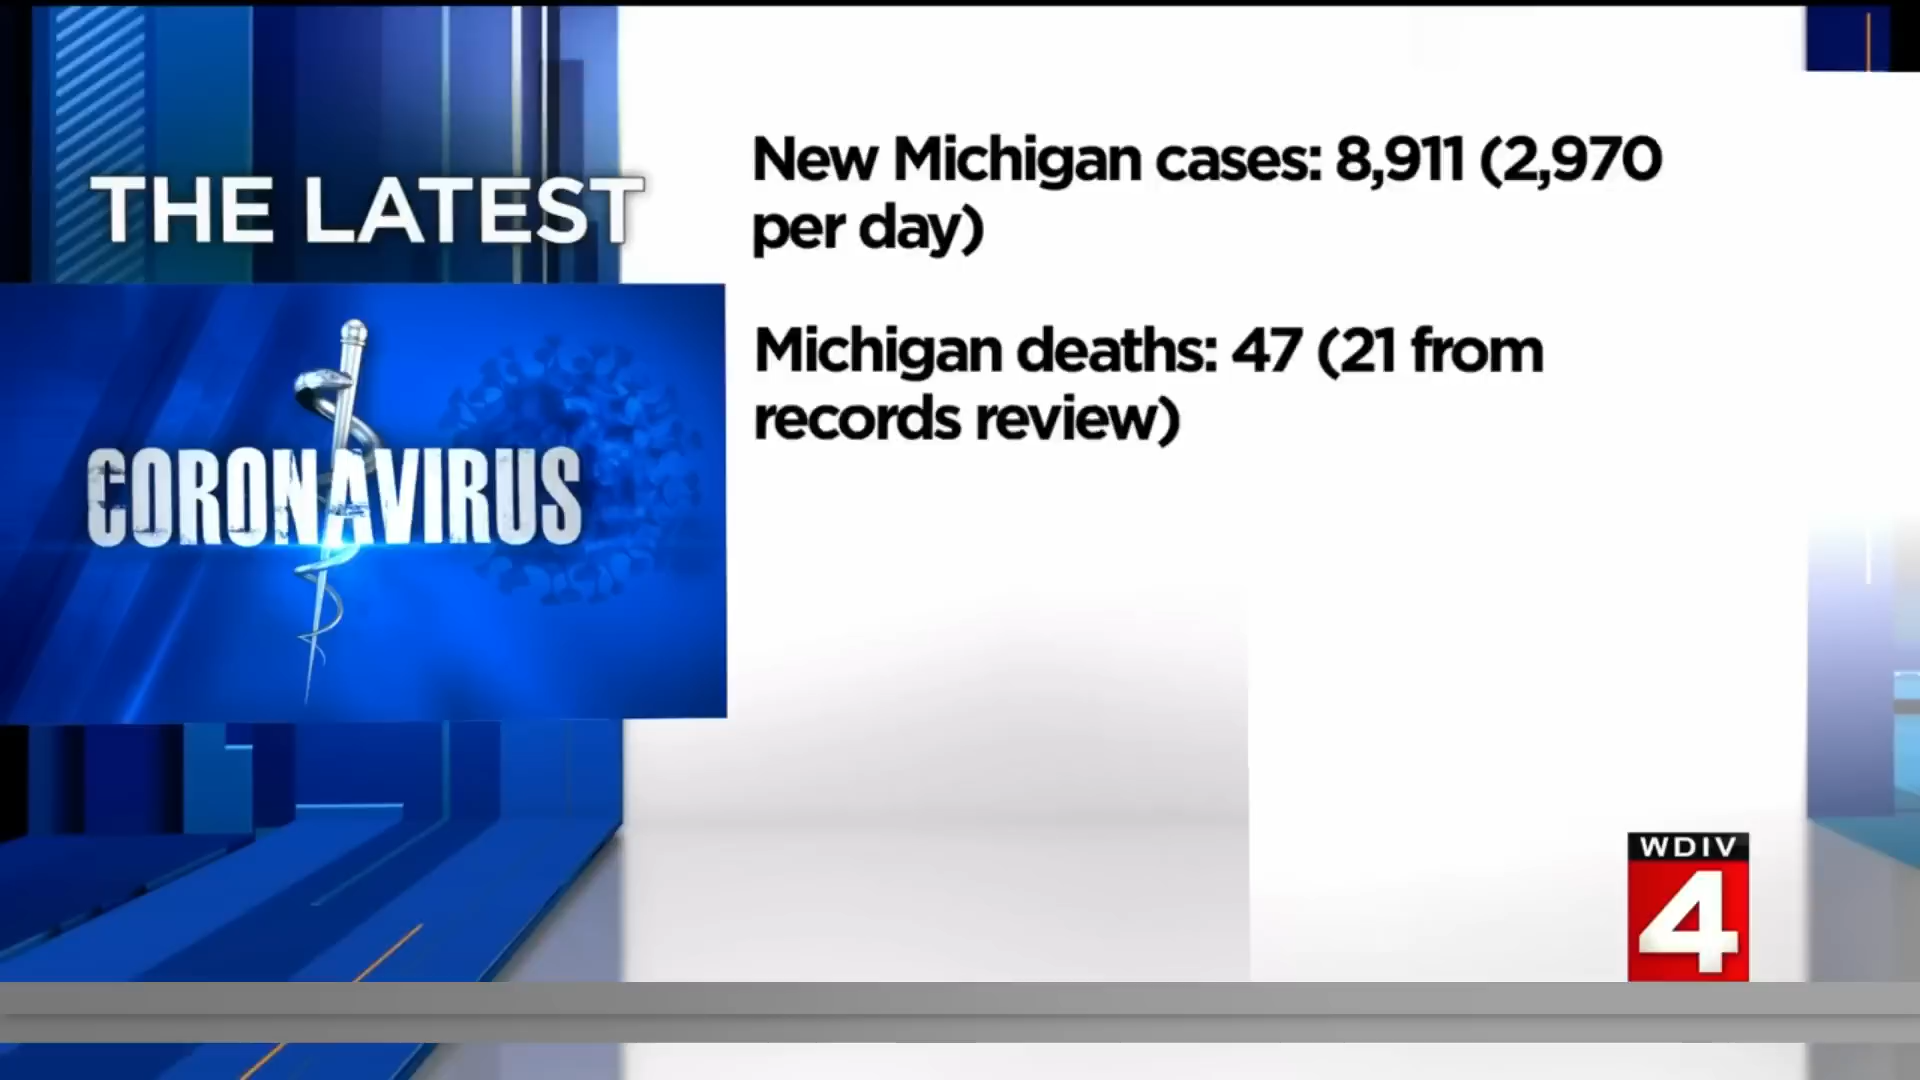 THE LATEST
CORONAVIRUS
New Michigan cases: 8,911 (2,970
per day)
Michigan deaths: 47 (21 from
records review)
WDIV
4